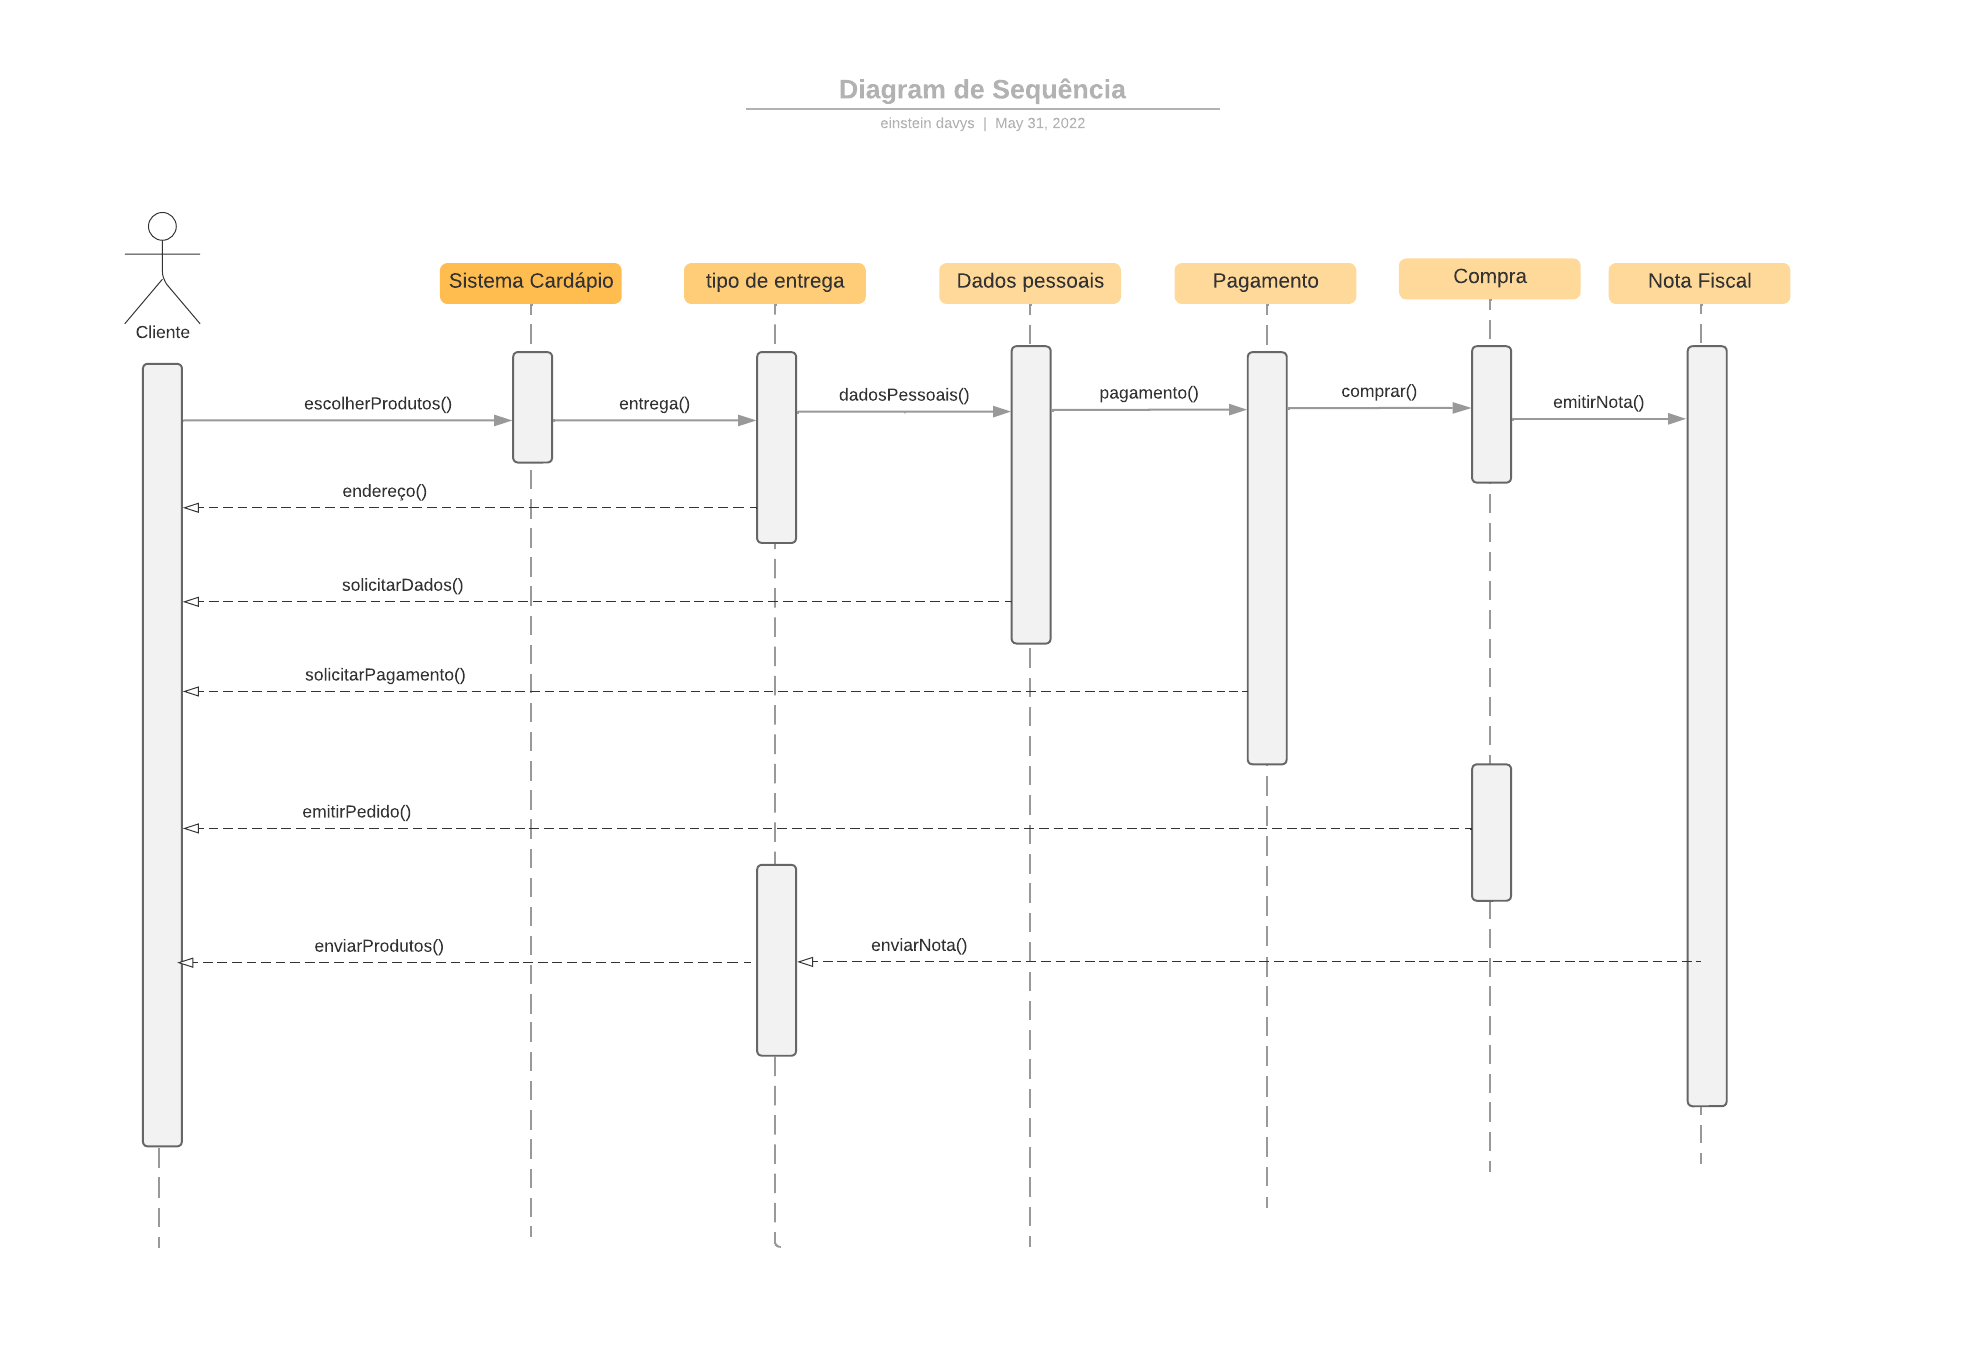 Diagram de Sequência
einstein davys | May 31, 2022
Cliente
Sistema Cardápio
tipo de entrega
Dados pessoais
Pagamento
Compra
Nota Fiscal
escolherProdutos()
entrega()
dadosPessoais()
pagamento()
comprar()
emitirNota()
endereço()
solicitarDados()
solicitarPagamento()
emitirPedido()
enviarProdutos()
enviarNota()